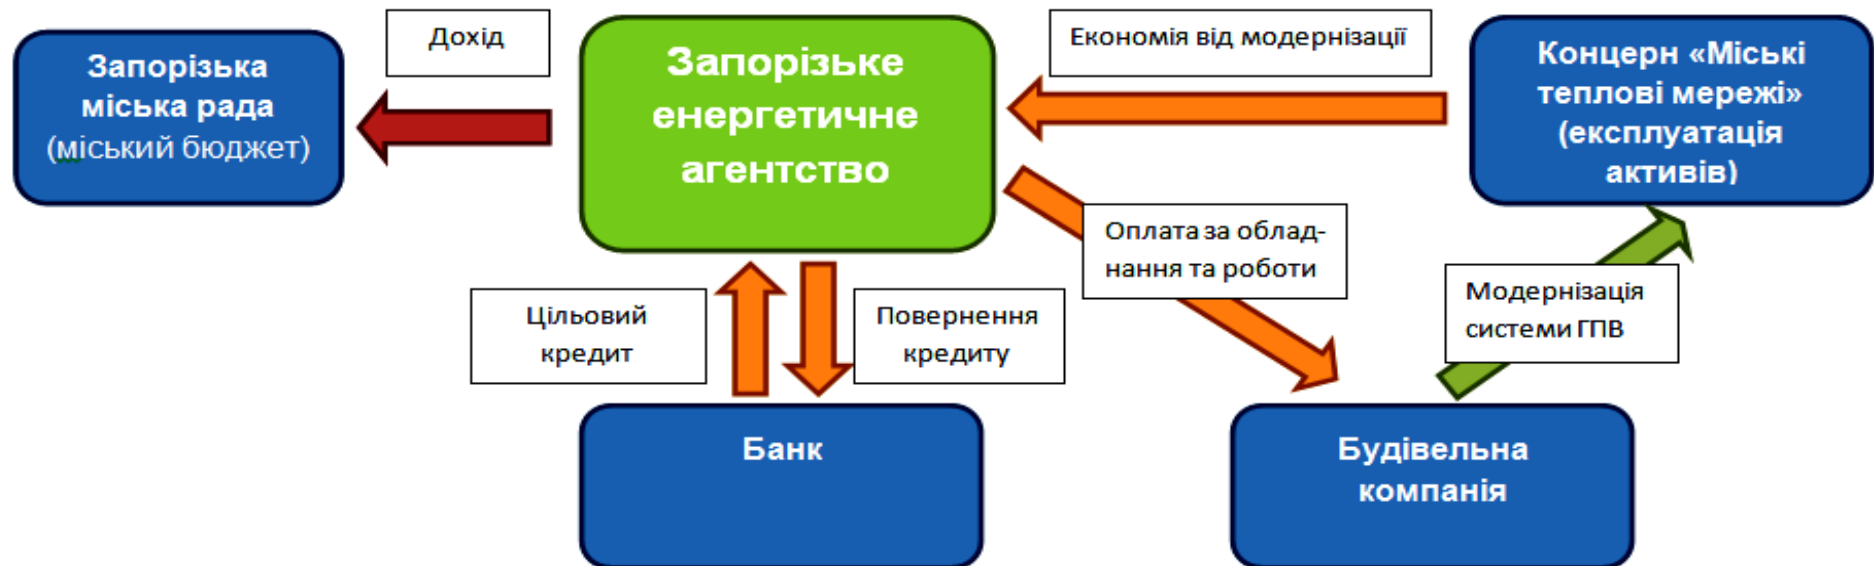 Запорізька
міська рада
(міський бюджет)
Дохід
Запорізьке
енергетичне
агентство
Економія від модернізації
Концерн «Міські
теплові мережі»
(експлуатація
активів)
Оплата за облад-
нання та роботи
Модернізація
системи ГПВ
Цільовий
кредит
Повернення
кредиту
Банк
Будівельна
компанія